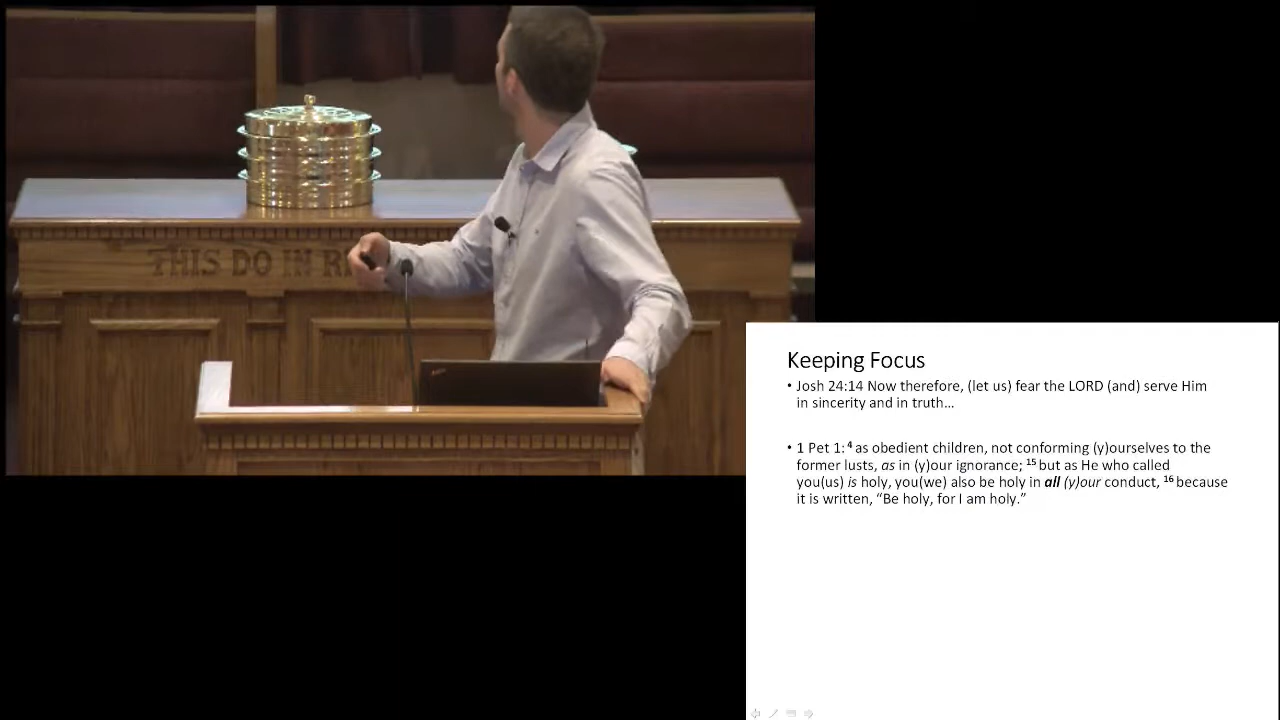 THIS DO IN R
Keeping Focus
• Josh 24:14 Now therefore, (let us) fear the LORD (and) serve Him
in sincerity and in truth…
• 1 Pet 1: 4 as obedient children, not conforming (y)ourselves to the
former lusts, as in (y)our ignorance; 15 but as He who called
you(us) is holy, you(we) also be holy in all (y)our conduct, 16 because
it is written, “Be holy, for I am holy.”